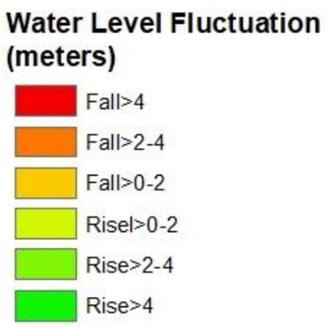 Water Level Fluctuation
(meters)
Fall>4
Fall>2-4
Fall>0-2
Risel>0-2
Rise>2-4
Rise>4